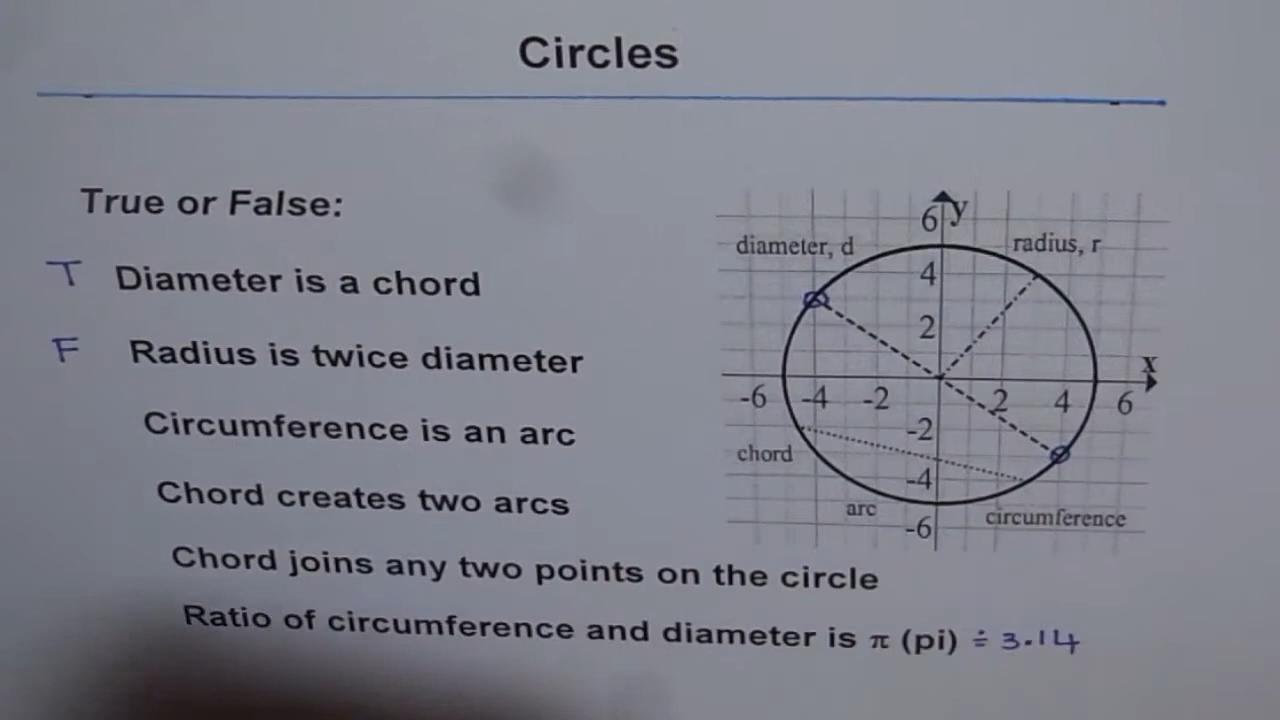 Circles
True or False:
T Diameter is a chord
F Radius is twice diameter
Circumference is an arc
Chord creates two arcs
Chord joins any two points on the circle
Ratio of circumference and diameter is π (pi) ≑ 3.14
6 y
diameter, d
radius, r
4
2
x
-6 -4 -2 2 4 6
-2
chord
-4
arc
circumference
-6